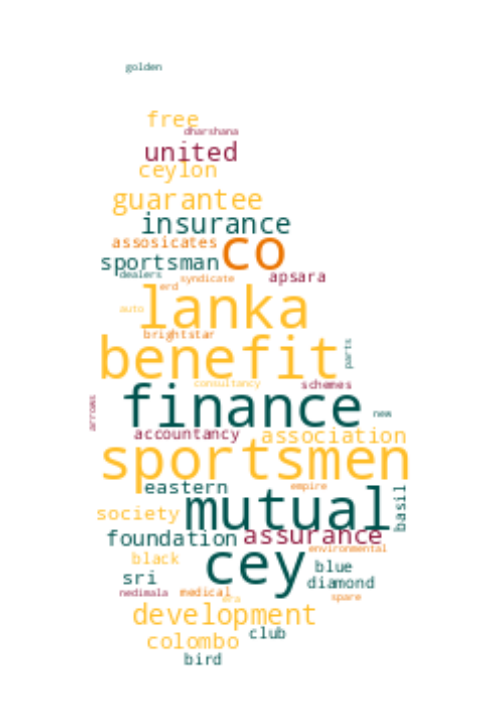 golden
free
dharshana
united
ceylon
guarantee
insurance
assosicates
co
sportsman
dealers
syndicate
apsara
erd
lanka
auto
brightstar
benefit
parts
consultancy
schemes
finance
arrows
new
accountancy
association
sportsmen
eastern
empire
mutual
basil
society
foundation
assurance
environmental
black
cey
blue
sri
diamond
nedimala
medical
era
spare
development
club
colombo
bird